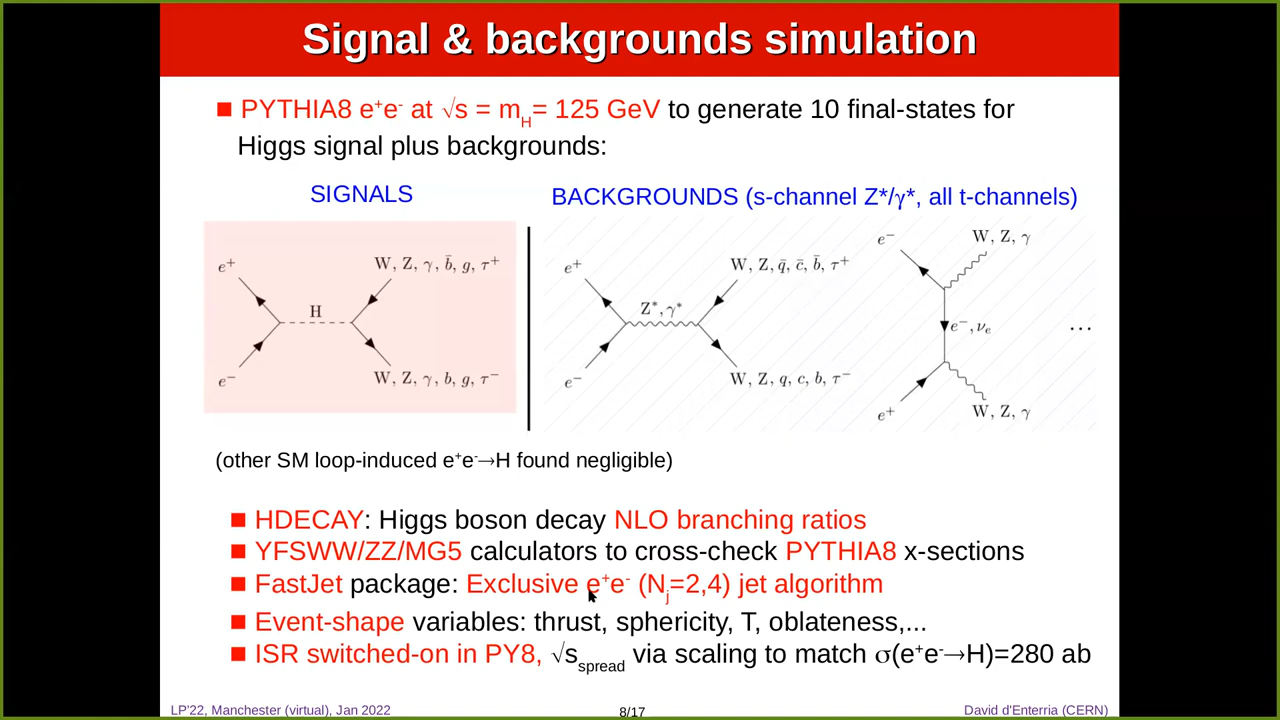 Signal & backgrounds simulation
■ PYTHIA8 e⁺e⁻ at √s = m_H= 125 GeV to generate 10 final-states for
Higgs signal plus backgrounds:
SIGNALS
BACKGROUNDS (s-channel Z*/γ*, all t-channels)
e⁺
W, Z, γ, b̄, g, τ⁺
H
e⁻
W, Z, γ, b, g, τ⁻
e⁺
W, Z, q̄, c̄, b̄, τ⁺
Z*, γ*
e⁻
W, Z, q, c, b, τ⁻
e⁻
W, Z, γ
e⁻, ν_e
e⁺
W, Z, γ
...
(other SM loop-induced e⁺e⁻→H found negligible)
■ HDECAY: Higgs boson decay NLO branching ratios
■ YFSWW/ZZ/MG5 calculators to cross-check PYTHIA8 x-sections
■ FastJet package: Exclusive e⁺e⁻ (N_j=2,4) jet algorithm
■ Event-shape variables: thrust, sphericity, T, oblateness,...
■ ISR switched-on in PY8, √s_spread via scaling to match σ(e⁺e⁻→H)=280 ab
LP'22, Manchester (virtual), Jan 2022
8/17
David d'Enterria (CERN)